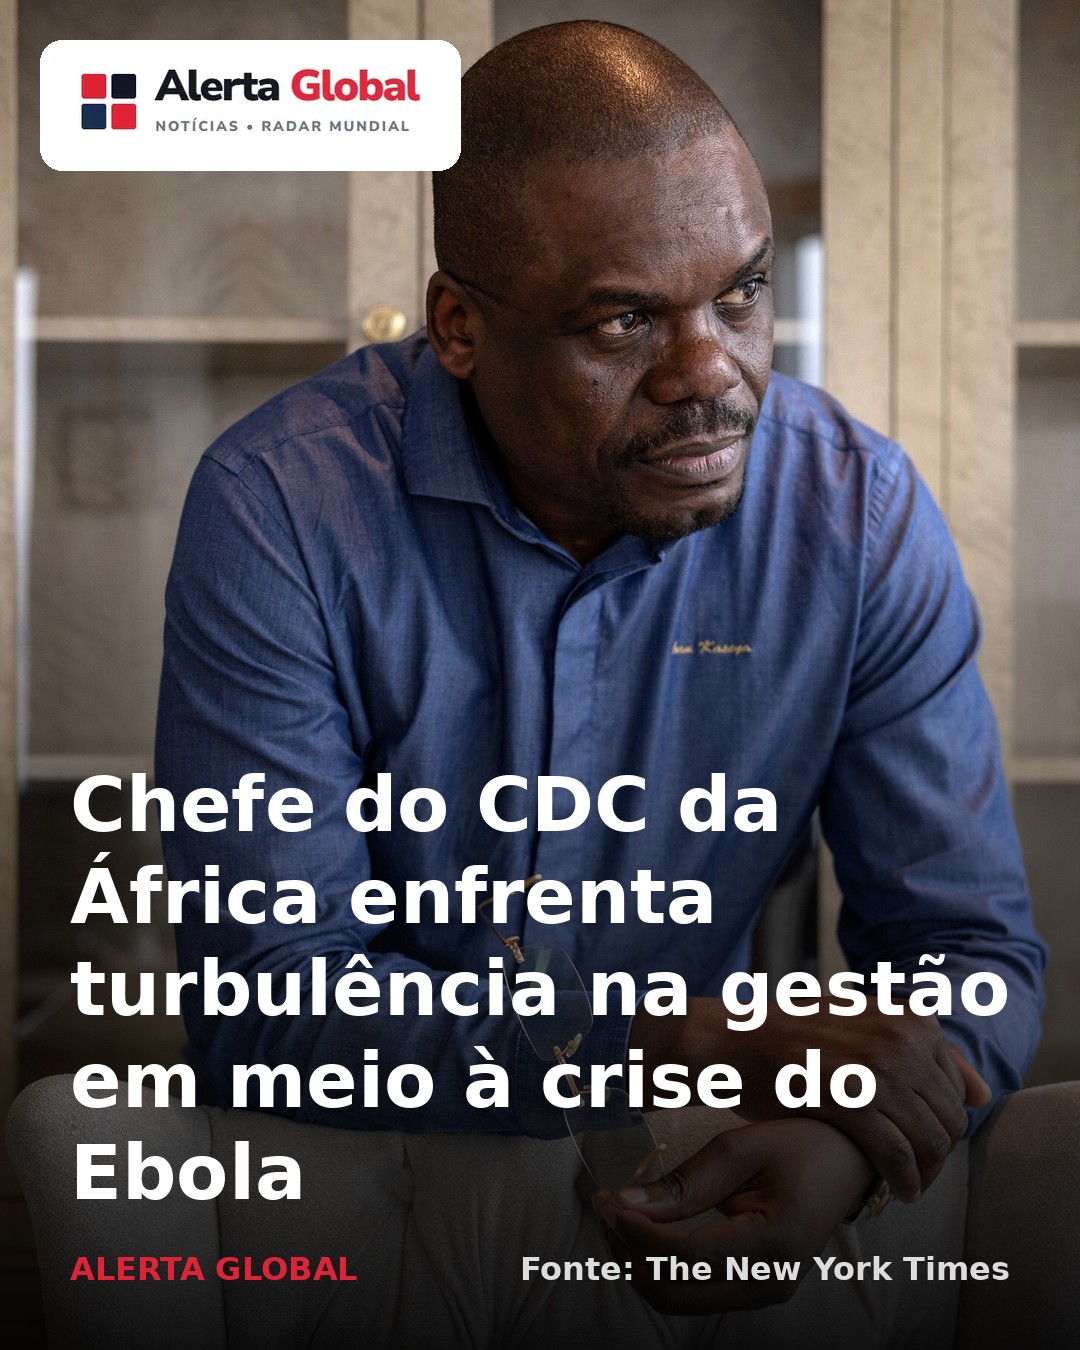 Alerta Global
NOTÍCIAS • RADAR MUNDIAL
Kaseya
Chefe do CDC da
África enfrenta
turbulência na gestão
em meio à crise do
Ebola
ALERTA GLOBAL
Fonte: The New York Times